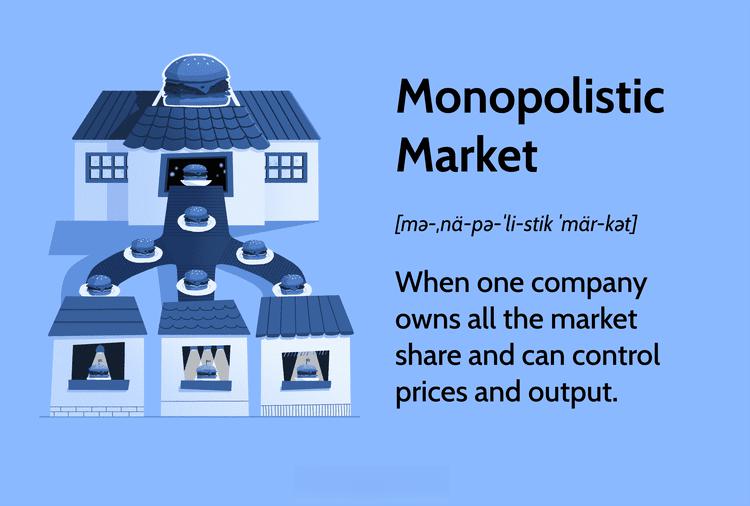 Monopolistic
Market
[mə-ˌnä-pə-ˈli-stik ˈmär-kət]
When one company
owns all the market
share and can control
prices and output.